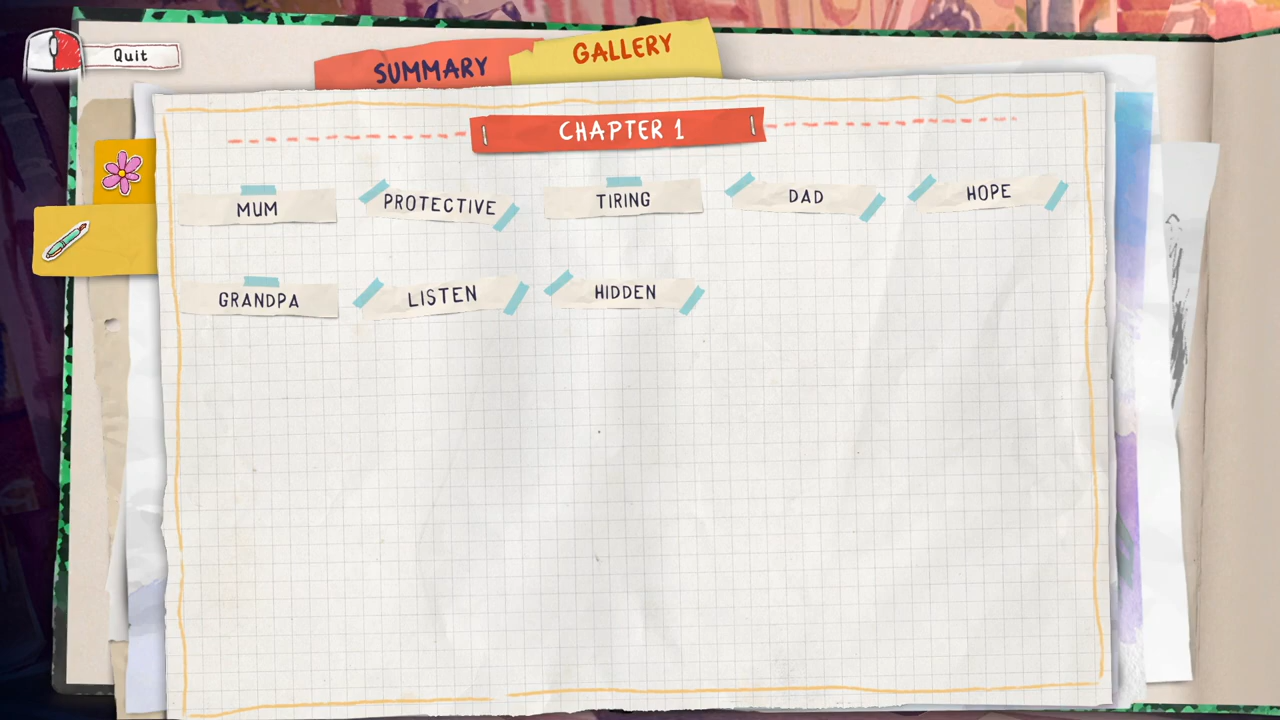 Quit
SUMMARY
GALLERY
CHAPTER 1
MUM
PROTECTIVE
TIRING
DAD
HOPE
GRANDPA
LISTEN
HIDDEN